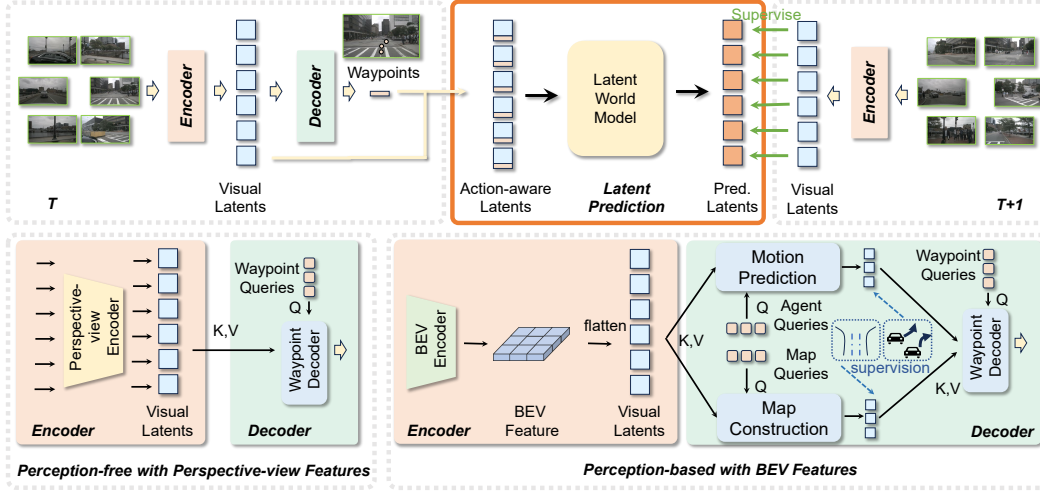 Encoder
Decoder
Waypoints
Visual
Latents
T
Supervise
Latent
World
Model
Action-aware
Latents
Latent
Prediction
Pred.
Latents
Encoder
Visual
Latents
T+1
Perspective-
view
Encoder
Visual
Latents
Encoder
K,V
Waypoint
Queries
Q
Waypoint
Decoder
Decoder
Perception-free with Perspective-view Features
BEV
Encoder
BEV
Feature
flatten
Visual
Latents
Encoder
K,V
Motion
Prediction
Q
Agent
Queries
Map
Queries
Q
Map
Construction
supervision
K,V
Waypoint
Queries
Q
Waypoint
Decoder
Decoder
Perception-based with BEV Features